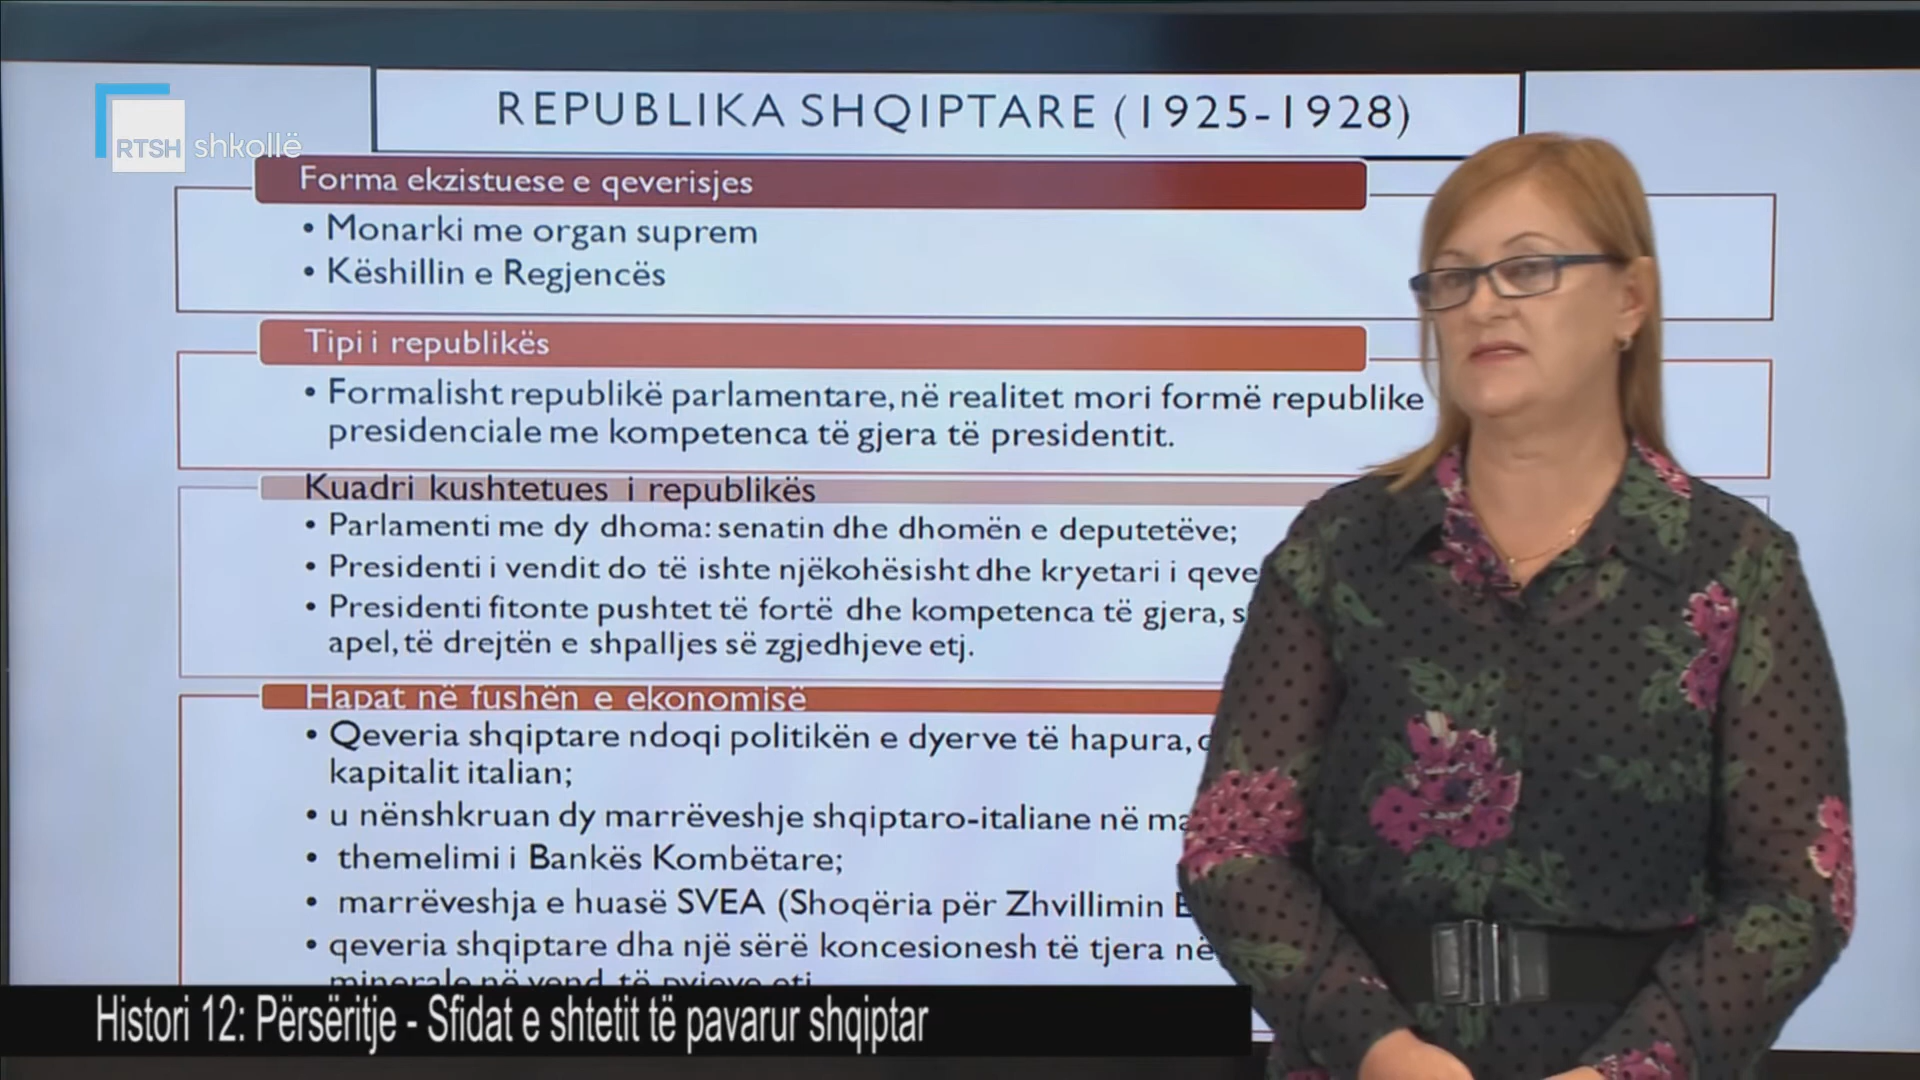 REPUBLIKA SHQIPTARE (1925-1928)
RTSH shkollë
Forma ekzistuese e qeverisjes
• Monarki me organ suprem
• Këshillin e Regjencës
Tipi i republikës
• Formalisht republikë parlamentare, në realitet mori formë republike
presidenciale me kompetenca të gjera të presidentit.
Kuadri kushtetues i republikës
• Parlamenti me dy dhoma: senatin dhe dhomën e deputetëve;
• Presidenti i vendit do të ishte njëkohësisht dhe kryetari i qeve
• Presidenti fitonte pushtet të fortë dhe kompetenca të gjera, s
apel, të drejtën e shpalljes së zgjedhjeve etj.
Hapat në fushën e ekonomisë
• Qeveria shqiptare ndoqi politikën e dyerve të hapura,
kapitalit italian;
• u nënshkruan dy marrëveshje shqiptaro-italiane në ma
• themelimi i Bankës Kombëtare;
• marrëveshja e huasë SVEA (Shoqëria për Zhvillimin E
• qeveria shqiptare dha një sërë koncesionesh të tjera në
minerale në vend, të pyjeve etj
Histori 12: Përsëritje - Sfidat e shtetit të pavarur shqiptar